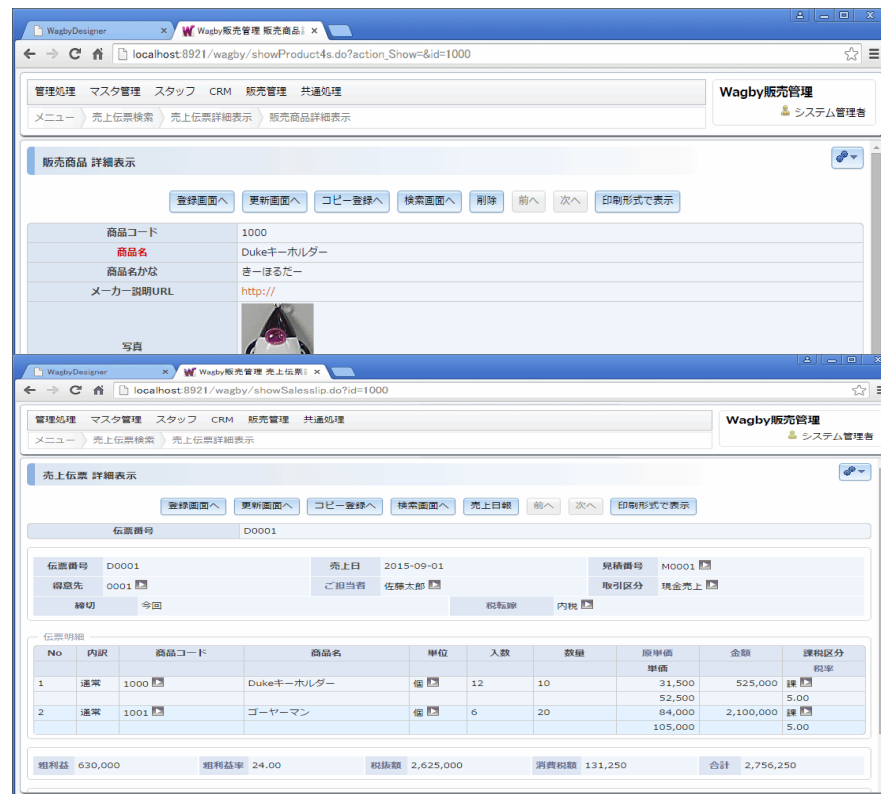 WagbyDesigner × Wagby販売管理 販売商品 ×
localhost:8921/wagby/showProduct4s.do?action_Show=&id=1000
管理処理 マスタ管理 スタッフ CRM 販売管理 共通処理 Wagby販売管理
メニュー 売上伝票検索 売上伝票詳細表示 販売商品詳細表示 システム管理者
販売商品 詳細表示
登録画面へ 更新画面へ コピー登録へ 検索画面へ 削除 前へ 次へ 印刷形式で表示
商品コード 1000
商品名 Dukeキーホルダー
商品名かな きーほるだー
メーカー説明URL http://
写真
WagbyDesigner × Wagby販売管理 売上伝票 ×
localhost:8921/wagby/showSalesslip.do?id=1000
管理処理 マスタ管理 スタッフ CRM 販売管理 共通処理 Wagby販売管理
メニュー 売上伝票検索 売上伝票詳細表示 システム管理者
売上伝票 詳細表示
登録画面へ 更新画面へ コピー登録へ 検索画面へ 売上日報 前へ 次へ 印刷形式で表示
伝票番号 D0001
伝票番号 D0001 売上日 2015-09-01 見積番号 M0001
得意先 0001 ご担当者 佐藤太郎 取引区分 現金売上
締切 今回 税転嫁 内税
伝票明細
No 内訳 商品コード 商品名 単位 入数 数量 原単価 金額 課税区分
単価 税率
1 通常 1000 Dukeキーホルダー 個 12 10 31,500 525,000 課
52,500 5.00
2 通常 1001 ゴーヤーマン 個 6 20 84,000 2,100,000 課
105,000 5.00
粗利益 630,000 粗利益率 24.00 税抜額 2,625,000 消費税額 131,250 合計 2,756,250